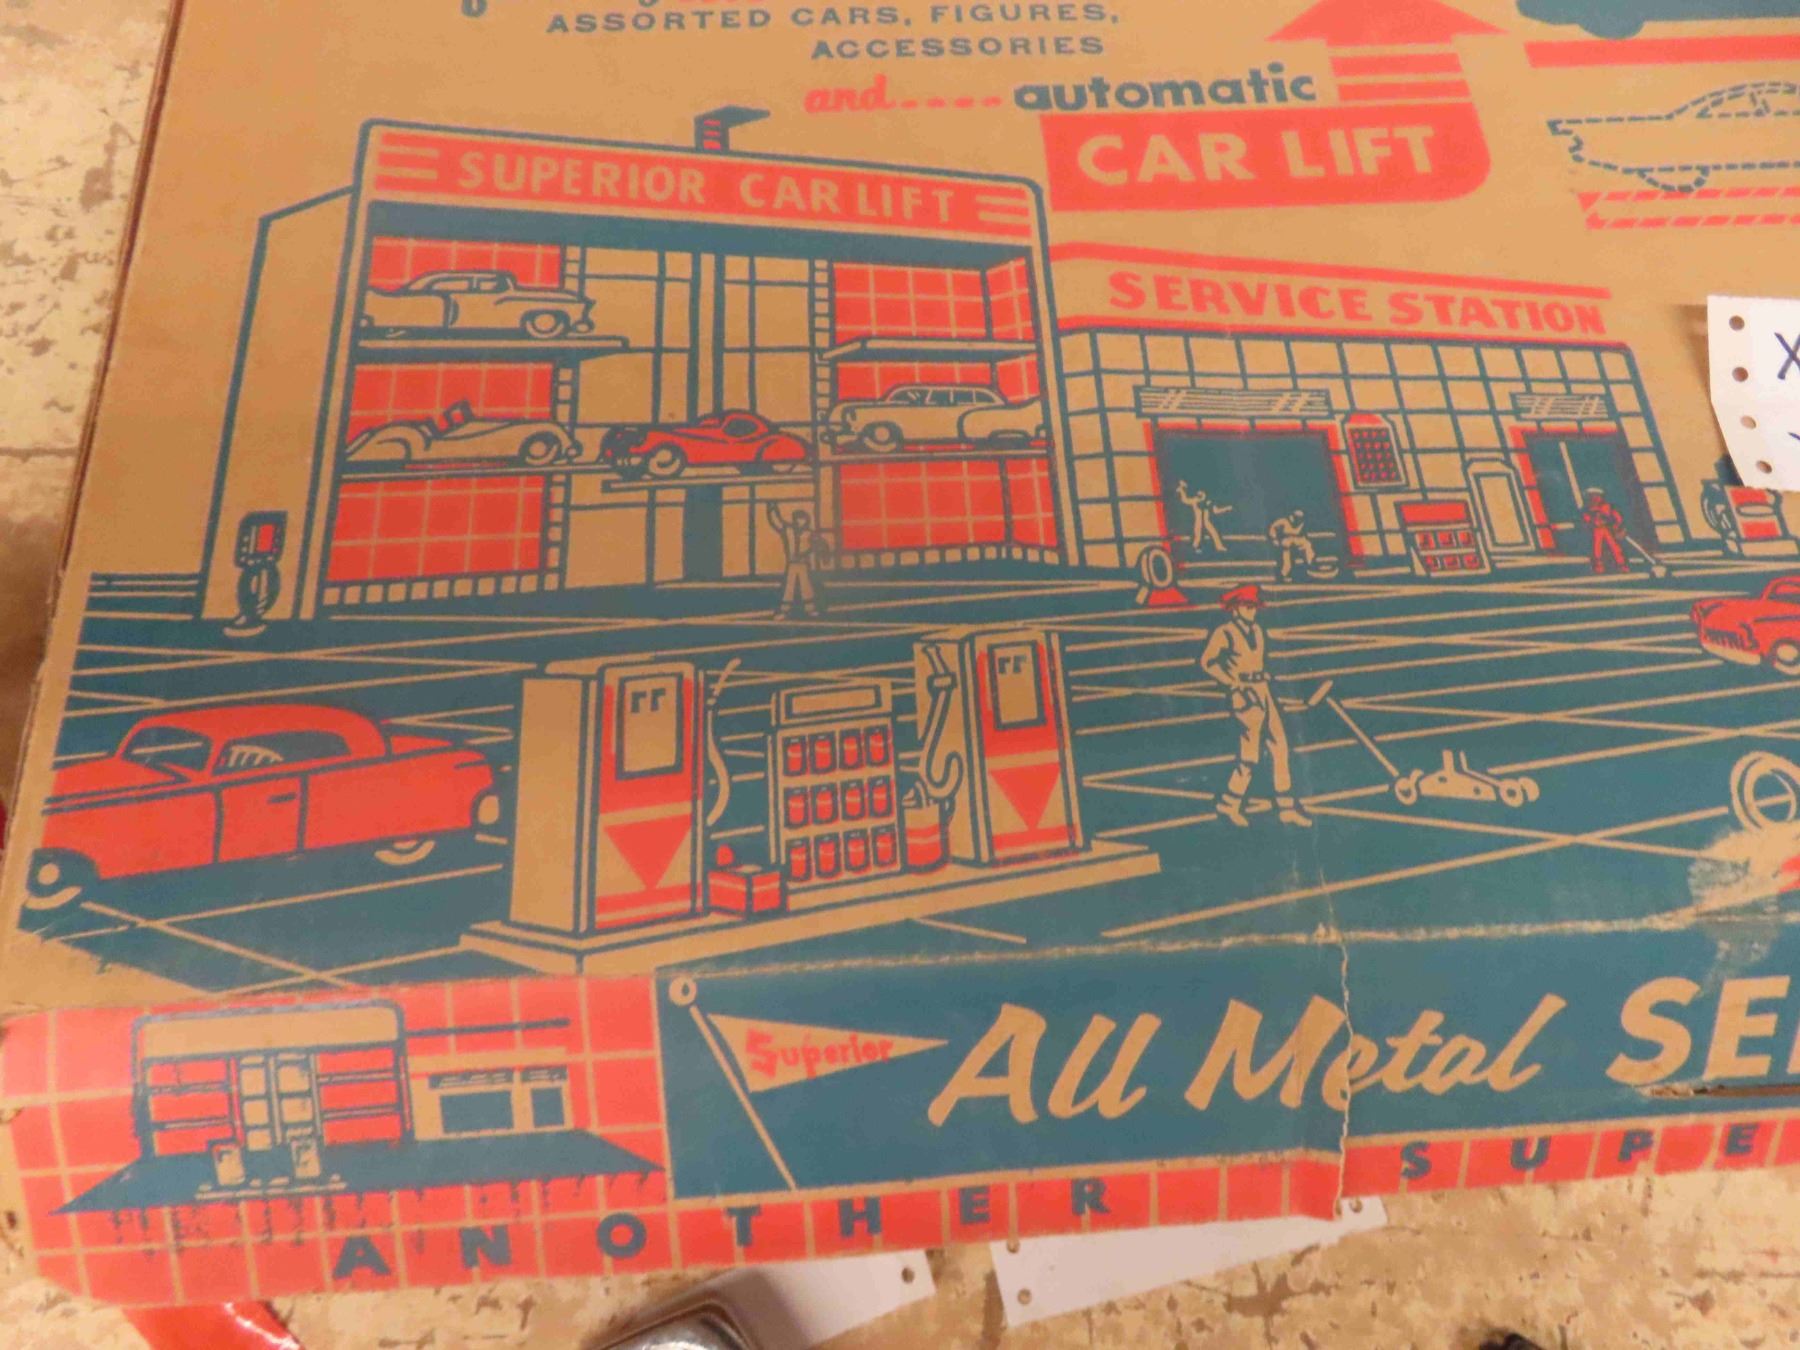 ASSORTED CARS, FIGURES,
ACCESSORIES
and---- automatic
CAR LIFT
SUPERIOR CAR LIFT
SERVICE STATION
X
Superior
All Metal SE
ANOTHER SUPE